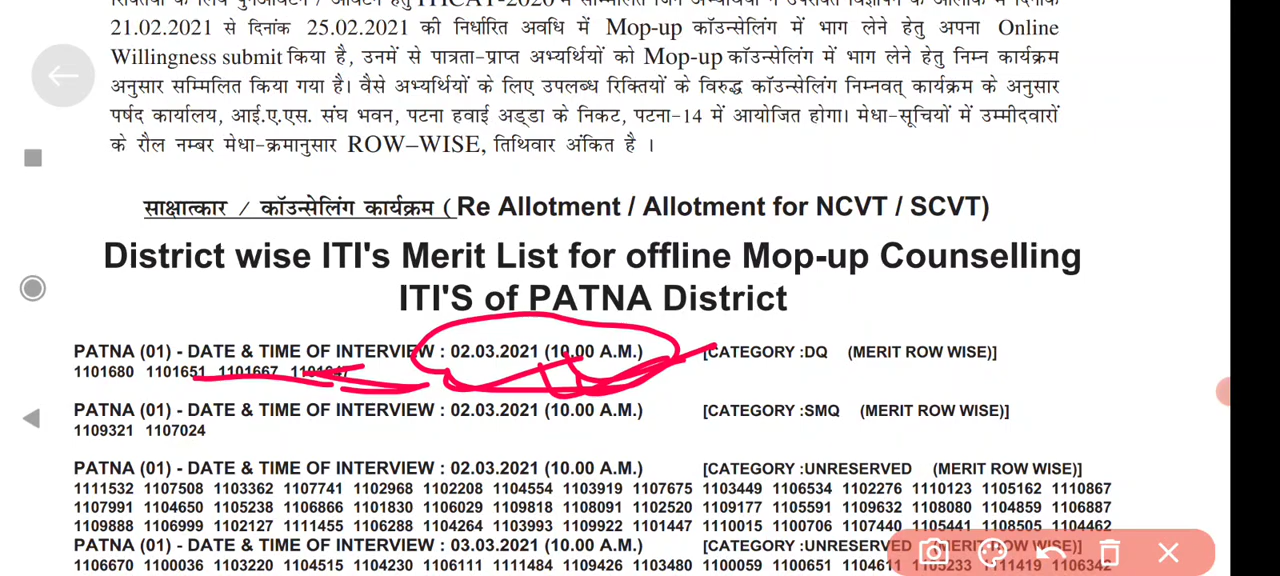 21.02.2021 से दिनांक 25.02.2021 की निर्धारित अवधि में Mop-up कॉउन्सेलिंग में भाग लेने हेतु अपना Online
Willingness submit किया है, उनमें से पात्रता-प्राप्त अभ्यर्थियों को Mop-up कॉउन्सेलिंग में भाग लेने हेतु निम्न कार्यक्रम
अनुसार सम्मिलित किया गया है। वैसे अभ्यर्थियों के लिए उपलब्ध रिक्तियों के विरुद्ध कॉउन्सेलिंग निम्नवत् कार्यक्रम के अनुसार
पर्षद कार्यालय, आई.ए.एस. संघ भवन, पटना हवाई अड्डा के निकट, पटना-14 में आयोजित होगा। मेधा-सूचियों में उम्मीदवारों
के रौल नम्बर मेधा-क्रमानुसार ROW–WISE, तिथिवार अंकित है ।
साक्षात्कार / कॉउन्सेलिंग कार्यक्रम ( Re Allotment / Allotment for NCVT / SCVT)
District wise ITI's Merit List for offline Mop-up Counselling
ITI'S of PATNA District
PATNA (01) - DATE & TIME OF INTERVIEW : 02.03.2021 (10.00 A.M.) [CATEGORY :DQ (MERIT ROW WISE)]
1101680 1101651 1101667
PATNA (01) - DATE & TIME OF INTERVIEW : 02.03.2021 (10.00 A.M.) [CATEGORY :SMQ (MERIT ROW WISE)]
1109321 1107024
PATNA (01) - DATE & TIME OF INTERVIEW : 02.03.2021 (10.00 A.M.) [CATEGORY :UNRESERVED (MERIT ROW WISE)]
1111532 1107508 1103362 1107741 1102968 1102208 1104554 1103919 1107675 1103449 1106534 1102276 1110123 1105162 1110867
1107991 1104650 1105238 1106866 1101830 1106029 1109818 1108091 1102520 1109177 1105591 1109632 1108080 1104859 1106887
1109888 1106999 1102127 1111455 1106288 1104264 1103993 1109922 1101447 1110015 1100706 1107440 1105441 1108505 1104462
PATNA (01) - DATE & TIME OF INTERVIEW : 03.03.2021 (10.00 A.M.) [CATEGORY :UNRESERVED (MERIT ROW WISE)]
1106670 1100036 1103220 1104515 1104230 1106111 1111484 1109426 1103480 1100059 1100651 1104611 1105233 1111419 1106342